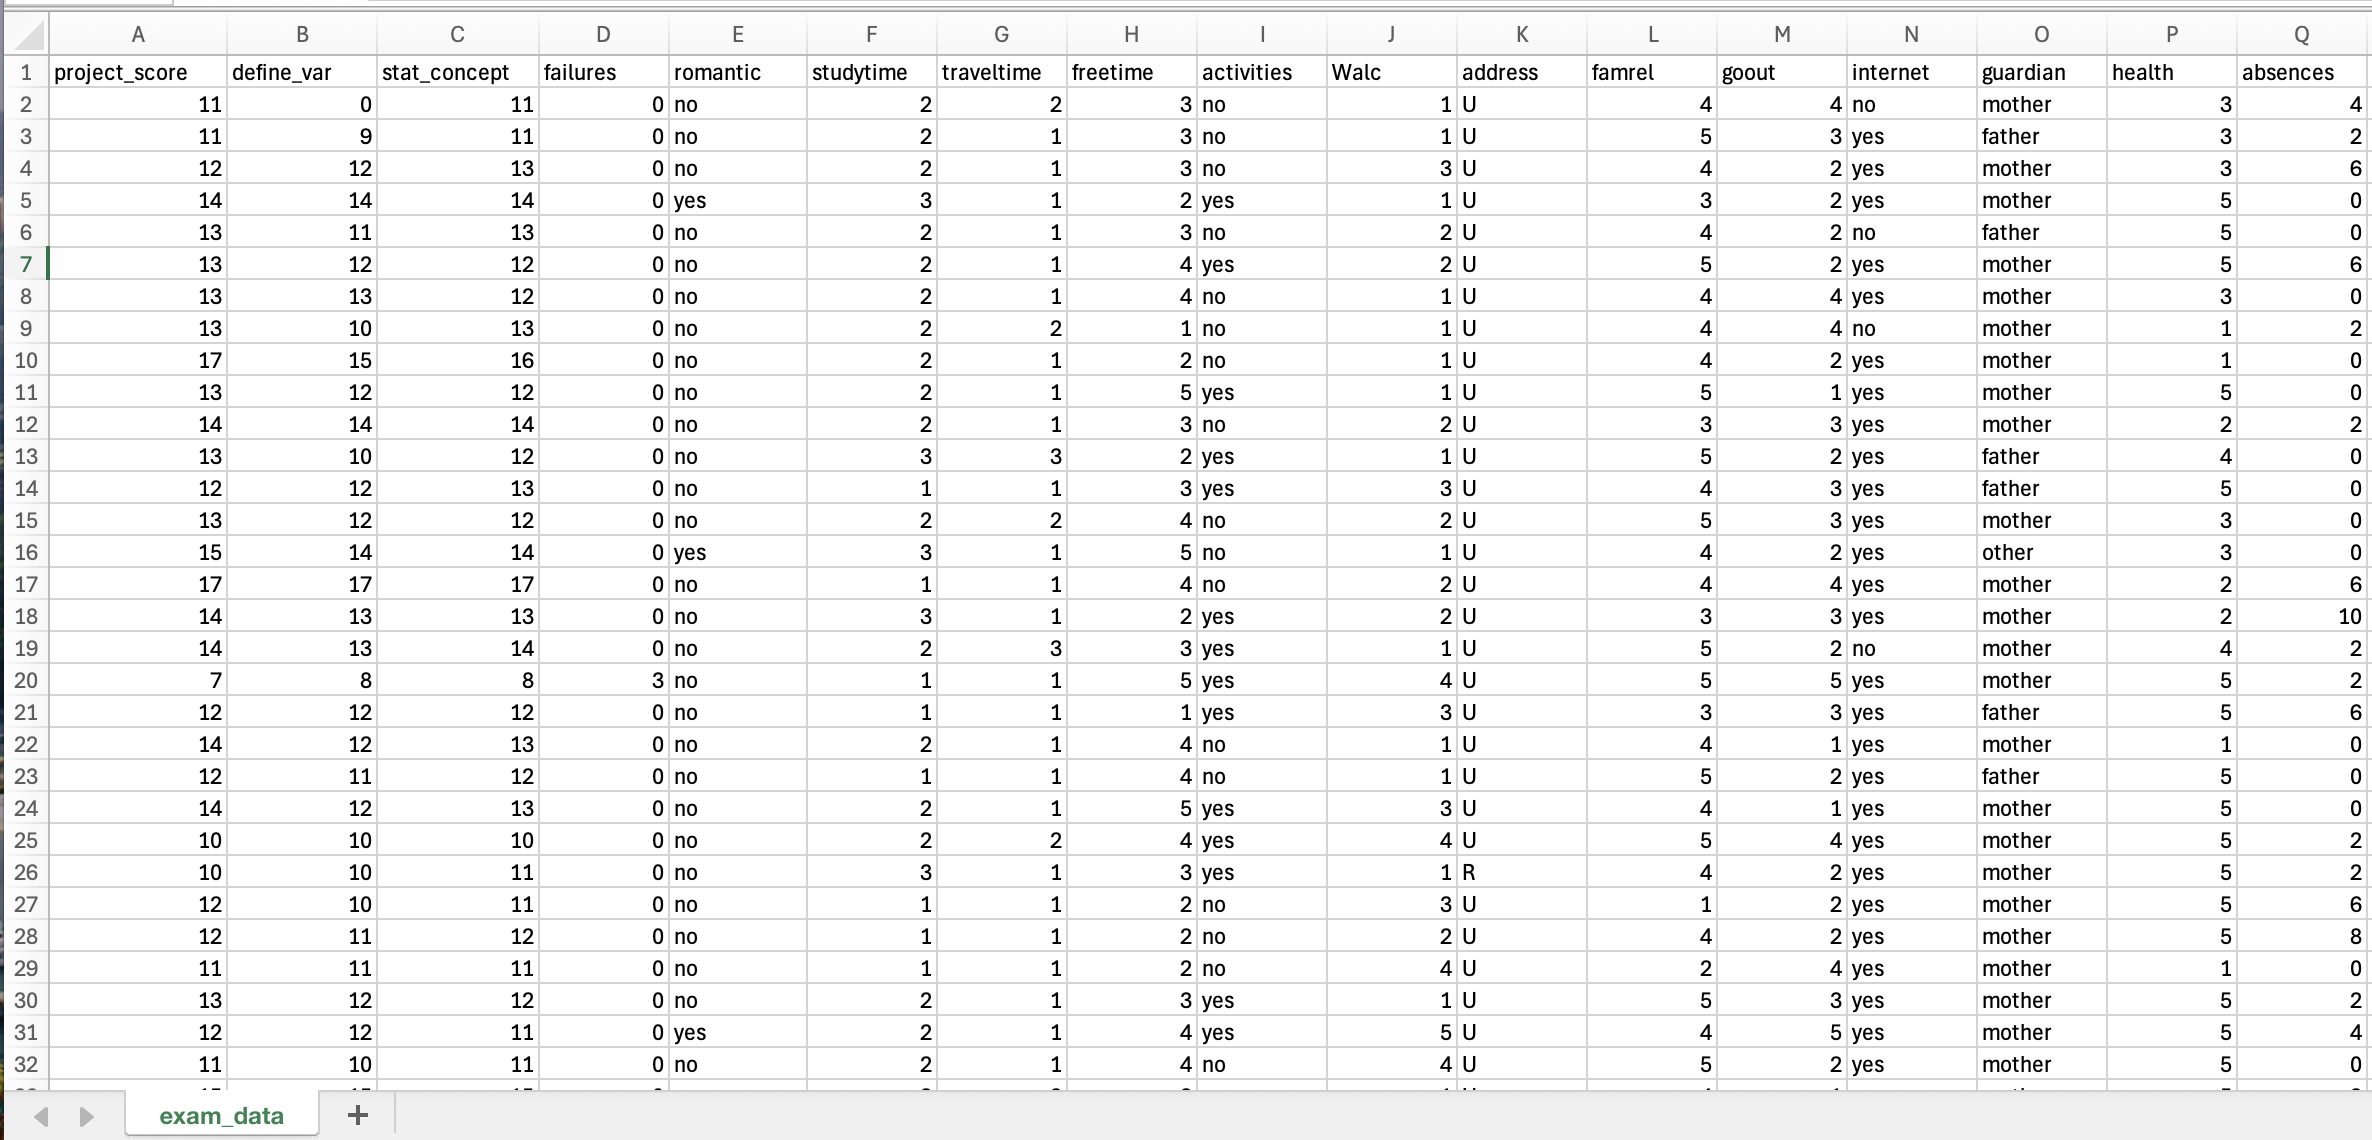 A B C D E F G H I J K L M N O P Q
1 project_score define_var stat_concept failures romantic studytime traveltime freetime activities Walc address famrel goout internet guardian health absences
2 11 0 11 0 no 2 2 3 no 1 U 4 4 no mother 3 4
3 11 9 11 0 no 2 1 3 no 1 U 5 3 yes father 3 2
4 12 12 13 0 no 2 1 3 no 3 U 4 2 yes mother 3 6
5 14 14 14 0 yes 3 1 2 yes 1 U 3 2 yes mother 5 0
6 13 11 13 0 no 2 1 3 no 2 U 4 2 no father 5 0
7 13 12 12 0 no 2 1 4 yes 2 U 5 2 yes mother 5 6
8 13 13 12 0 no 2 1 4 no 1 U 4 4 yes mother 3 0
9 13 10 13 0 no 2 2 1 no 1 U 4 4 no mother 1 2
10 17 15 16 0 no 2 1 2 no 1 U 4 2 yes mother 1 0
11 13 12 12 0 no 2 1 5 yes 1 U 5 1 yes mother 5 0
12 14 14 14 0 no 2 1 3 no 2 U 3 3 yes mother 2 2
13 13 10 12 0 no 3 3 2 yes 1 U 5 2 yes father 4 0
14 12 12 13 0 no 1 1 3 yes 3 U 4 3 yes father 5 0
15 13 12 12 0 no 2 2 4 no 2 U 5 3 yes mother 3 0
16 15 14 14 0 yes 3 1 5 no 1 U 4 2 yes other 3 0
17 17 17 17 0 no 1 1 4 no 2 U 4 4 yes mother 2 6
18 14 13 13 0 no 3 1 2 yes 2 U 3 3 yes mother 2 10
19 14 13 14 0 no 2 3 3 yes 1 U 5 2 no mother 4 2
20 7 8 8 3 no 1 1 5 yes 4 U 5 5 yes mother 5 2
21 12 12 12 0 no 1 1 1 yes 3 U 3 3 yes father 5 6
22 14 12 13 0 no 2 1 4 no 1 U 4 1 yes mother 1 0
23 12 11 12 0 no 1 1 4 no 1 U 5 2 yes father 5 0
24 14 12 13 0 no 2 1 5 yes 3 U 4 1 yes mother 5 0
25 10 10 10 0 no 2 2 4 yes 4 U 5 4 yes mother 5 2
26 10 10 11 0 no 3 1 3 yes 1 R 4 2 yes mother 5 2
27 12 10 11 0 no 1 1 2 no 3 U 1 2 yes mother 5 6
28 12 11 12 0 no 1 1 2 no 2 U 4 2 yes mother 5 8
29 11 11 11 0 no 1 1 2 no 4 U 2 4 yes mother 1 0
30 13 12 12 0 no 2 1 3 yes 1 U 5 3 yes mother 5 2
31 12 12 11 0 yes 2 1 4 yes 5 U 4 5 yes mother 5 4
32 11 10 11 0 no 2 1 4 no 4 U 5 2 yes mother 5 0
exam_data +